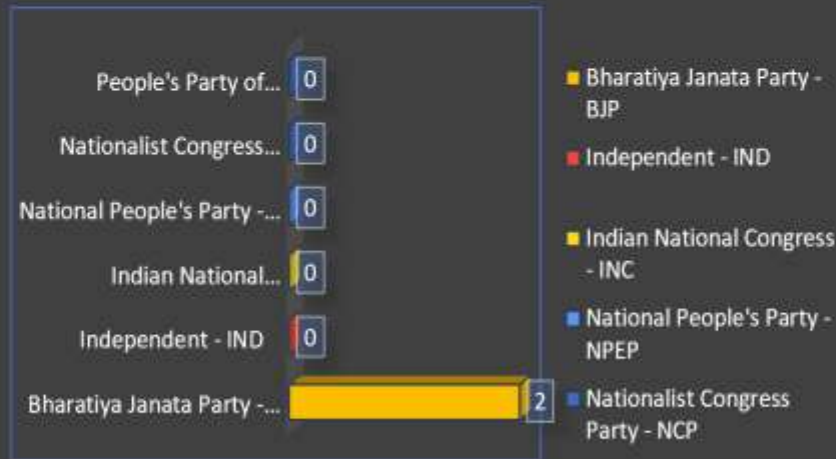 People's Party of...
0
Nationalist Congress...
0
National People's Party -...
0
Indian National...
0
Independent - IND
0
Bharatiya Janata Party -...
2
Bharatiya Janata Party -
BJP
Independent - IND
Indian National Congress
- INC
National People's Party -
NPEP
Nationalist Congress
Party - NCP